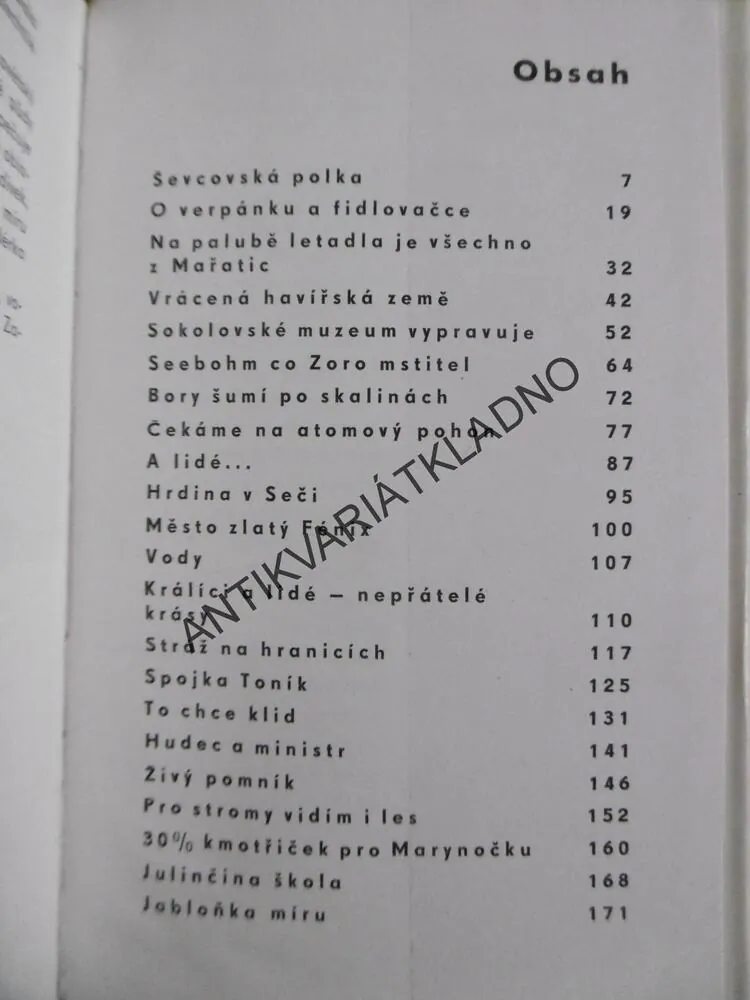 Obsah
Ševcovská polka 7
O verpánku a fidlovačce 19
Na palubě letadla je všechno
z Mařatic 32
Vrácená havířská země 42
Sokolovské muzeum vypravuje 52
Seebohm co Zoro mstitel 64
Bory šumí po skalinách 72
Čekáme na atomový pohon 77
A lidé... 87
Hrdina v Seči 95
Město zlatý Fénix 100
Vody 107
Králíci a lidé – nepřátelé
krásy 110
Stráž na hranicích 117
Spojka Toník 125
To chce klid 131
Hudec a ministr 141
Živý pomník 146
Pro stromy vidím i les 152
30% kmotřiček pro Marynočku 160
Julinčina škola 168
Jabloňka míru 171
ANTIKVARIÁTKLADNO
míru